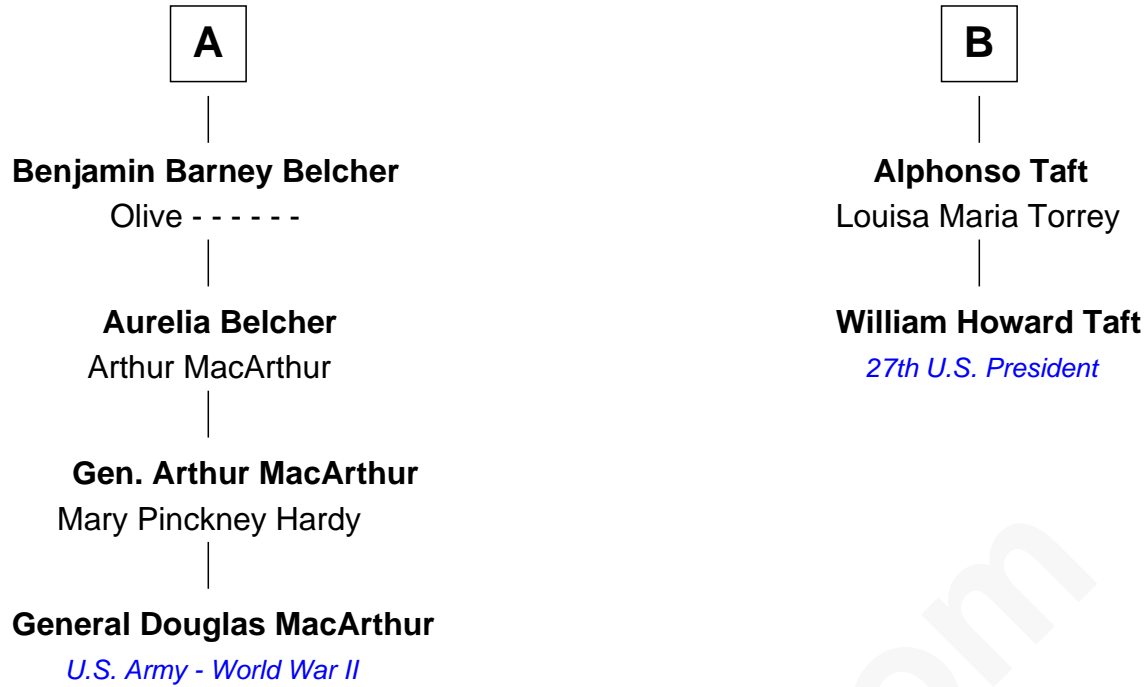 A
Benjamin Barney Belcher
Olive - - - - - -
Aurelia Belcher
Arthur MacArthur
Gen. Arthur MacArthur
Mary Pinckney Hardy
General Douglas MacArthur
U.S. Army - World War II
B
Alphonso Taft
Louisa Maria Torrey
William Howard Taft
27th U.S. President
om